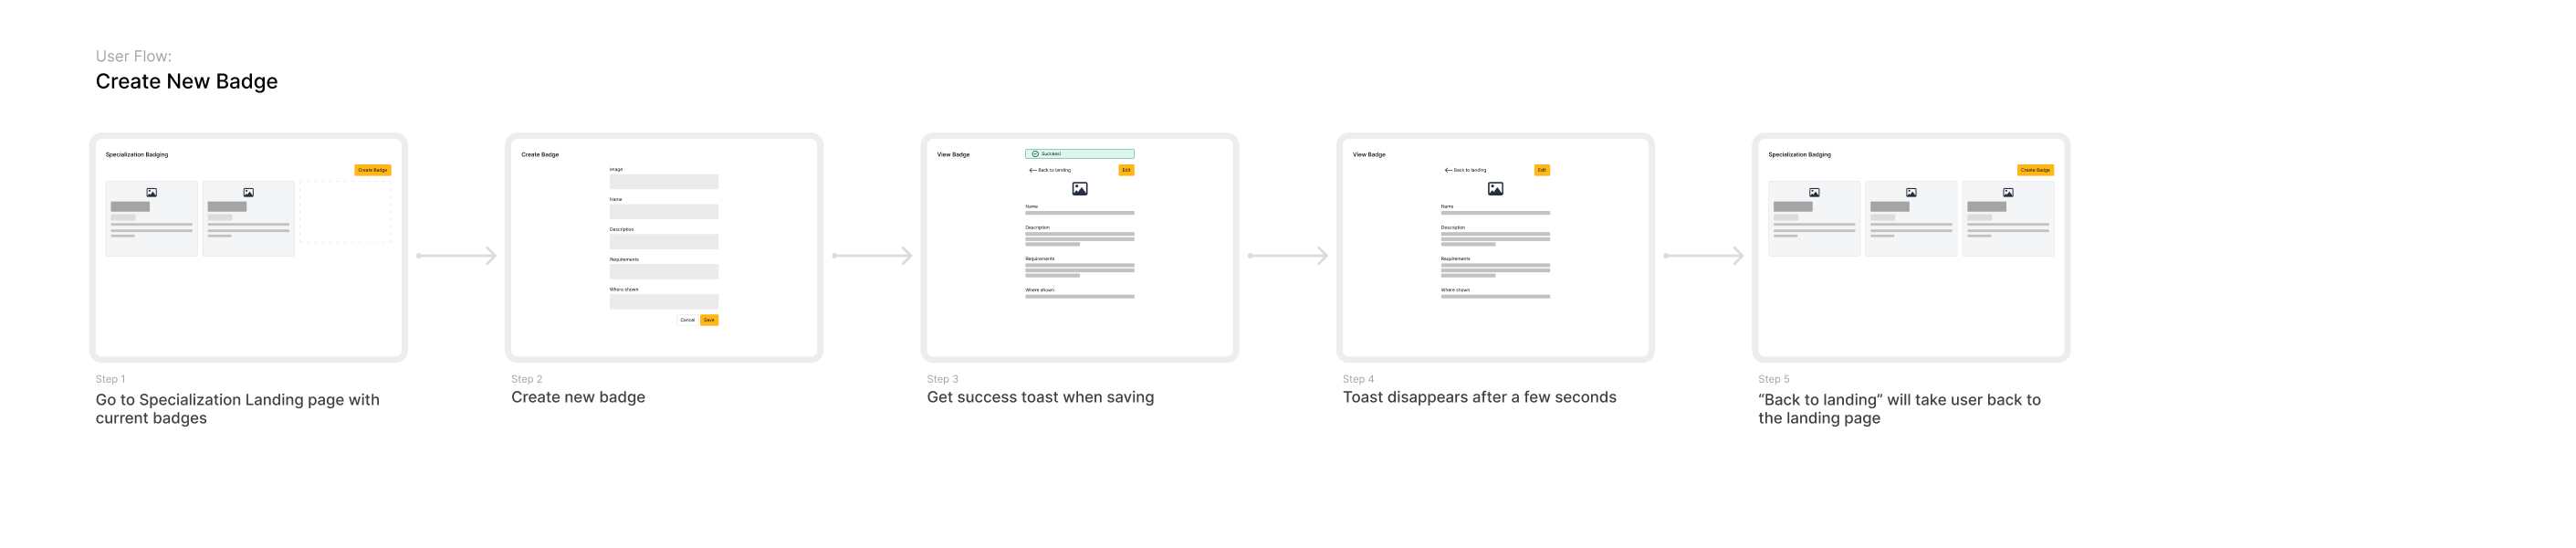 User Flow:
Create New Badge
Specialization Badging
Create Badge
Step 1
Go to Specialization Landing page with
current badges
Create Badge
Image
Name
Description
Requirements
Where shown
Cancel Save
Step 2
Create new badge
View Badge
Success!
Back to landing
Edit
Name
Description
Requirements
Where shown
Step 3
Get success toast when saving
View Badge
Back to landing
Edit
Name
Description
Requirements
Where shown
Step 4
Toast disappears after a few seconds
Specialization Badging
Create Badge
Step 5
“Back to landing” will take user back to
the landing page